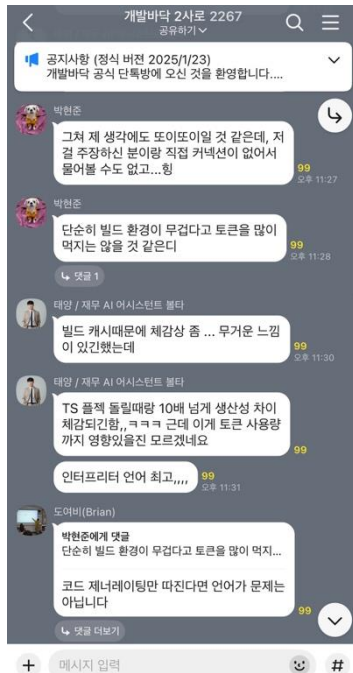 개발바닥 2사로 2267
공유하기
공지사항 (정식 버젼 2025/1/23)
개발바닥 공식 단톡방에 오신 것을 환영합니다....
박현준
그쳐 제 생각에도 또이또이일 것 같은데, 저
걸 주장하신 분이랑 직접 커넥션이 없어서
물어볼 수도 없고...힝
99
오후 11:27
박현준
단순히 빌드 환경이 무겁다고 토큰을 많이
먹지는 않을 것 같은디
99
오후 11:28
댓글 1
태양 / 재무 AI 어시스턴트 볼타
빌드 캐시때문에 체감상 좀 ... 무거운 느낌
이 있긴했는데
99
오후 11:30
태양 / 재무 AI 어시스턴트 볼타
TS 플젝 돌릴때랑 10배 넘게 생산성 차이
체감되긴함,,ㅋㅋㅋ 근데 이게 토큰 사용량
까지 영향있을진 모르겠네요
99
인터프리터 언어 최고,,,,
99
오후 11:31
도여비(Brian)
박현준에게 댓글
단순히 빌드 환경이 무겁다고 토큰을 많이 먹지...
코드 제너레이팅만 따진다면 언어가 문제는
아닙니다
99
댓글 더보기
메시지 입력
#